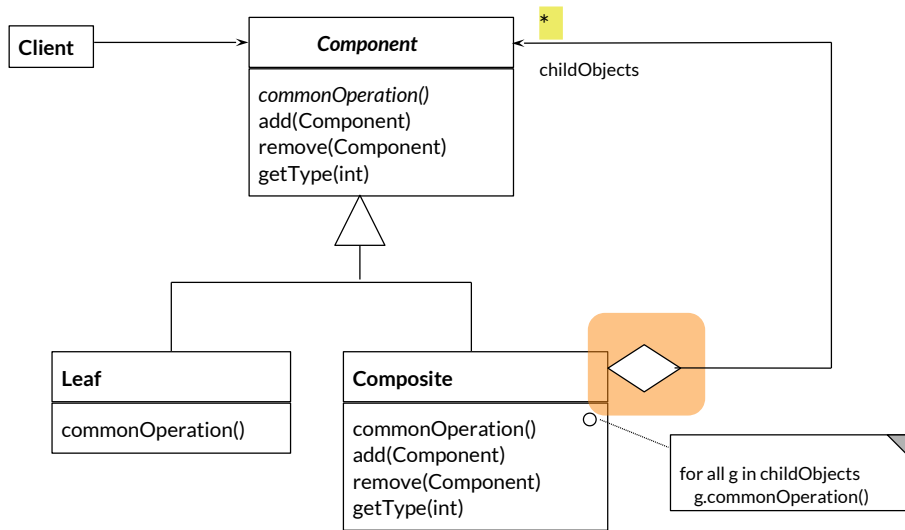 Client
Component
*
childObjects
commonOperation()
add(Component)
remove(Component)
getType(int)
Leaf
commonOperation()
Composite
commonOperation()
add(Component)
remove(Component)
getType(int)
for all g in childObjects
g.commonOperation()